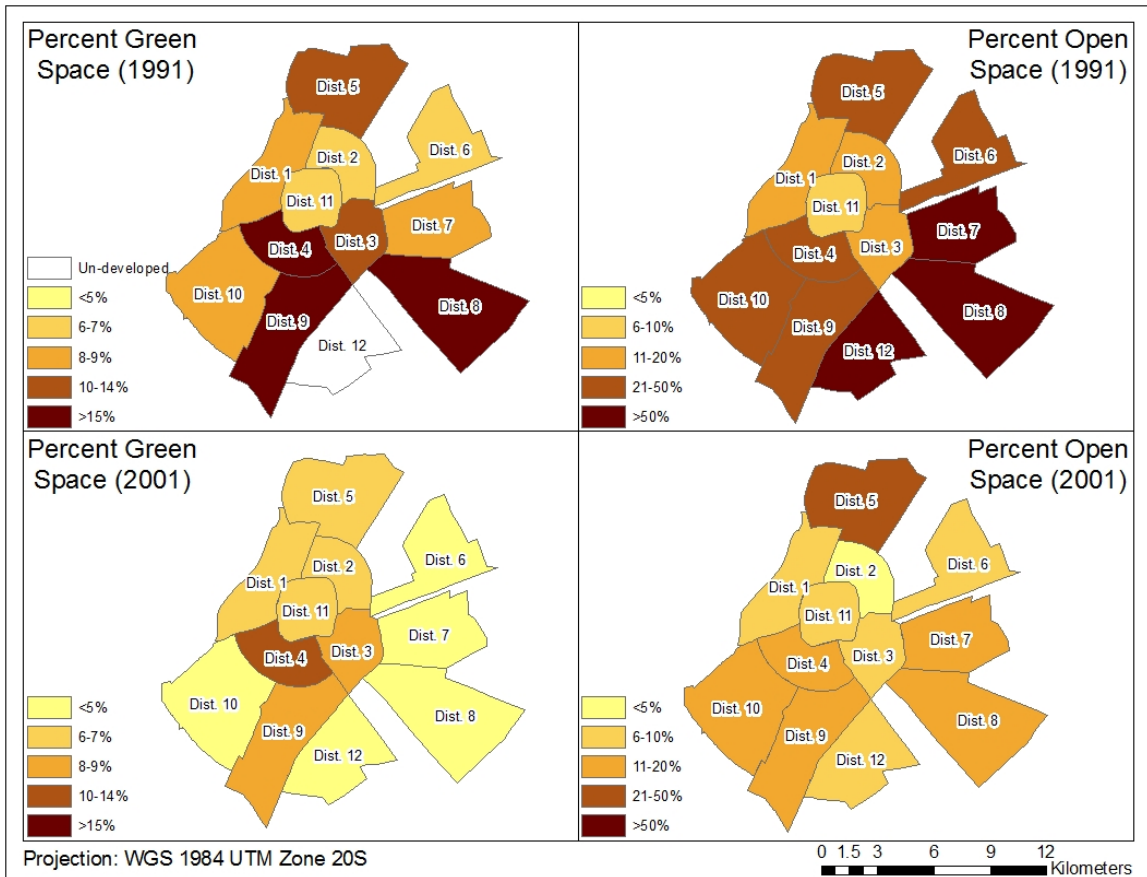 Percent Green
Space (1991)
Dist. 5
Dist. 6
Dist. 2
Dist. 1
Dist. 11
Dist. 7
Dist. 3
Dist. 4
Dist. 10
Dist. 8
Dist. 9
Dist. 12
Un-developed
<5%
6-7%
8-9%
10-14%
>15%
Percent Open
Space (1991)
Dist. 5
Dist. 6
Dist. 2
Dist. 1
Dist. 11
Dist. 7
Dist. 3
Dist. 4
Dist. 10
Dist. 8
Dist. 9
Dist. 12
<5%
6-10%
11-20%
21-50%
>50%
Percent Green
Space (2001)
Dist. 5
Dist. 6
Dist. 2
Dist. 1
Dist. 11
Dist. 7
Dist. 3
Dist. 4
Dist. 10
Dist. 8
Dist. 9
Dist. 12
<5%
6-7%
8-9%
10-14%
>15%
Percent Open
Space (2001)
Dist. 5
Dist. 6
Dist. 2
Dist. 1
Dist. 11
Dist. 7
Dist. 3
Dist. 4
Dist. 10
Dist. 8
Dist. 9
Dist. 12
<5%
6-10%
11-20%
21-50%
>50%
Projection: WGS 1984 UTM Zone 20S
0 1.5 3 6 9 12
Kilometers